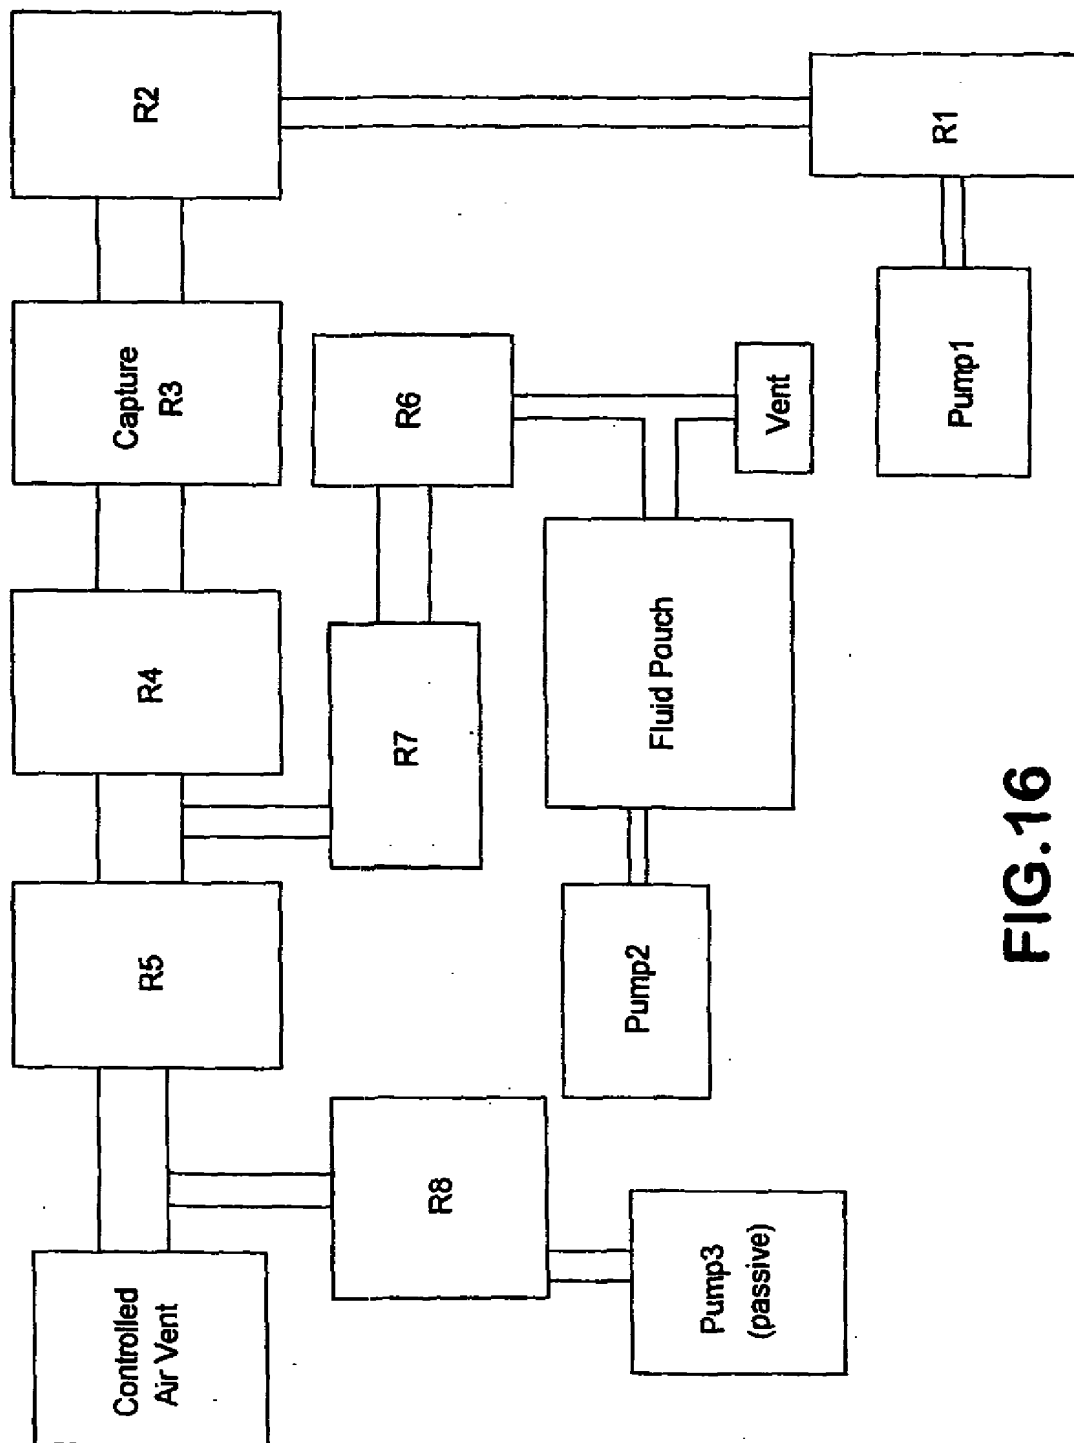 Controlled
Air Vent
R5
R4
Capture
R3
R2
R8
R7
R6
Pump3
(passive)
Pump2
Fluid Pouch
Vent
Pump1
R1
FIG.16